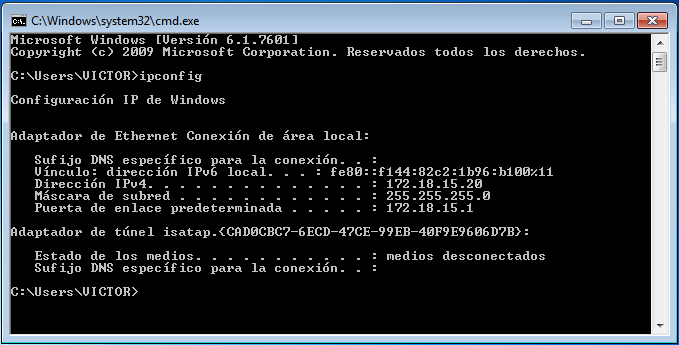 C:\Windows\system32\cmd.exe
Microsoft Windows [Versión 6.1.7601]
Copyright (c) 2009 Microsoft Corporation. Reservados todos los derechos.
C:\Users\VICTOR>ipconfig
Configuración IP de Windows
Adaptador de Ethernet Conexión de área local:
Sufijo DNS específico para la conexión. . :
Vínculo: dirección IPv6 local. . . : fe80::f144:82c2:1b96:b100%11
Dirección IPv4. . . . . . . . . . . . . . : 172.18.15.20
Máscara de subred . . . . . . . . . . . . : 255.255.255.0
Puerta de enlace predeterminada . . . . . : 172.18.15.1
Adaptador de túnel isatap.{CAD0CBC7-6ECD-47CE-99EB-40F9E9606D7B}:
Estado de los medios. . . . . . . . . . . : medios desconectados
Sufijo DNS específico para la conexión. . :
C:\Users\VICTOR>